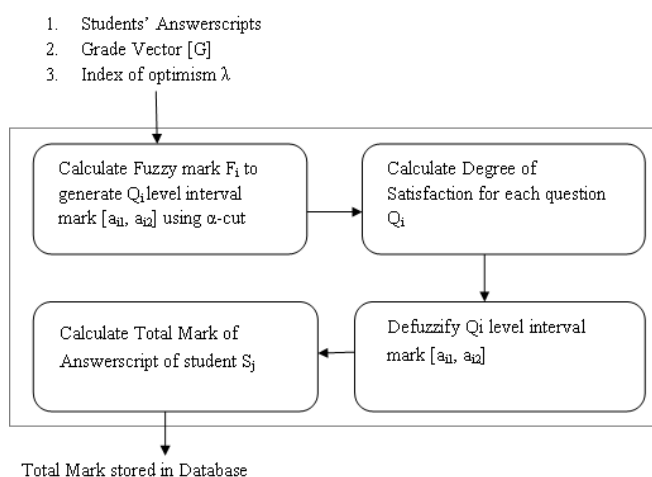 1. Students’ Answerscripts
2. Grade Vector [G]
3. Index of optimism λ
Calculate Fuzzy mark Fi to
generate Qi level interval
mark [ai1, ai2] using α-cut
Calculate Degree of
Satisfaction for each question
Qi
Calculate Total Mark of
Answerscript of student Sj
Defuzzify Qi level interval
mark [ai1, ai2]
Total Mark stored in Database